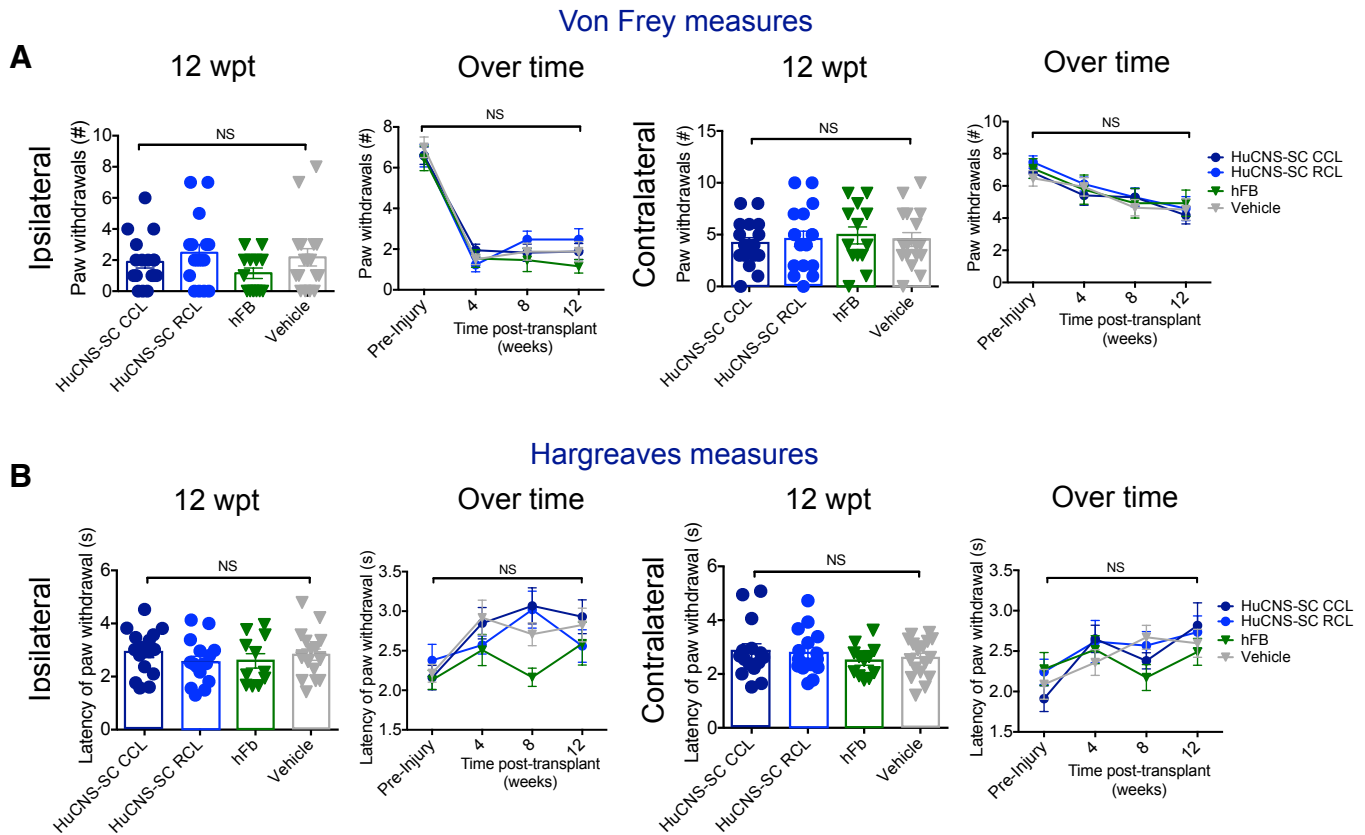 Von Frey measures
A
12 wpt
Over time
12 wpt
Over time
Ipsilateral
Paw withdrawals (#)
10
8
6
4
2
0
NS
HuCNS-SC CCL
HuCNS-SC RCL
hFB
Vehicle
Paw withdrawals (#)
8
7
6
5
4
3
2
1
0
NS
Pre-Injury
4
8
12
Time post-transplant
(weeks)
Contralateral
Paw withdrawals (#)
15
10
5
0
NS
HuCNS-SC CCL
HuCNS-SC RCL
hFB
Vehicle
Paw withdrawals (#)
10
8
6
4
2
0
NS
Pre-Injury
4
8
12
Time post-transplant
(weeks)
HuCNS-SC CCL
HuCNS-SC RCL
hFB
Vehicle
Hargreaves measures
B
12 wpt
Over time
12 wpt
Over time
Ipsilateral
Latency of paw withdrawal (s)
6
4
2
0
NS
HuCNS-SC CCL
HuCNS-SC RCL
hFb
Vehicle
Latency of paw withdrawal (s)
3.5
3.0
2.5
2.0
1.5
NS
Pre-Injury
4
8
12
Time post-transplant
(weeks)
Contralateral
Latency of paw withdrawal (s)
6
4
2
0
NS
HuCNS-SC CCL
HuCNS-SC RCL
hFb
Vehicle
Latency of paw withdrawal (s)
3.5
3.0
2.5
2.0
1.5
NS
Pre-Injury
4
8
12
Time post-transplant
(weeks)
HuCNS-SC CCL
HuCNS-SC RCL
hFB
Vehicle